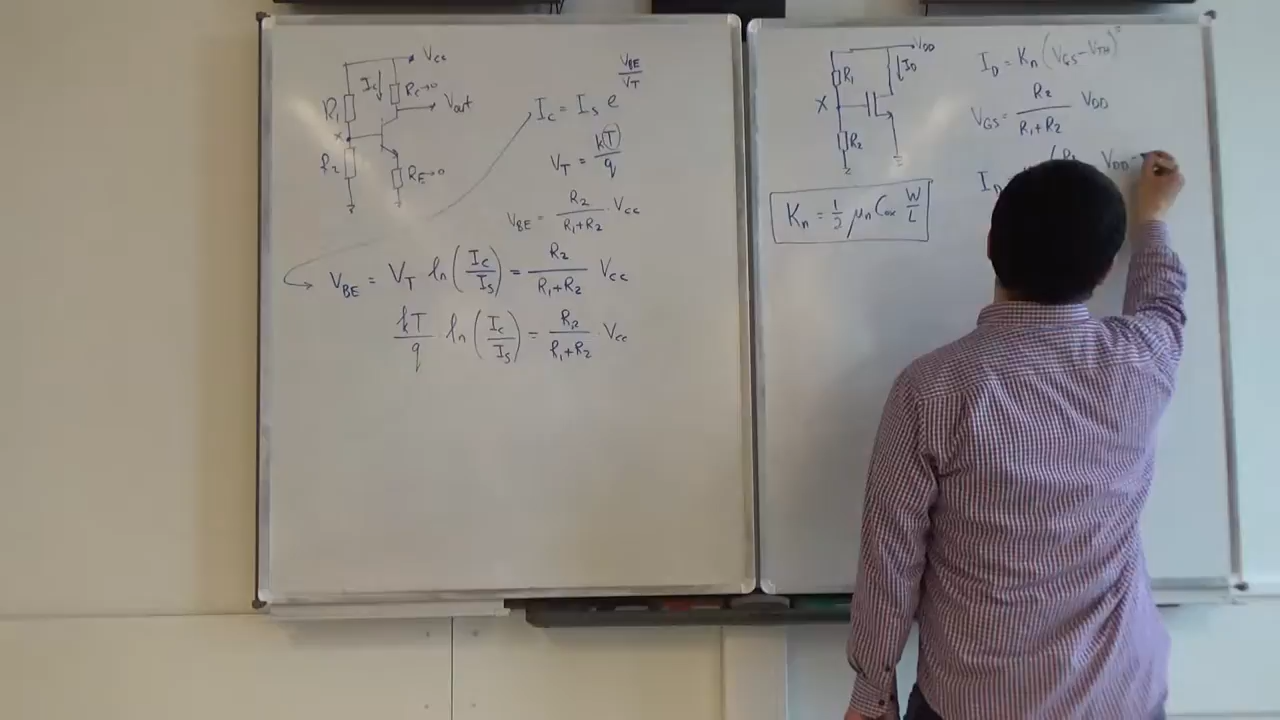 Vcc
Ic
Rc→0
R1
Vout
X
R2
RE→0
Ic = Is e^(VBE/VT)
VT = kT/q
VBE = R2/(R1+R2) · Vcc
VBE = VT ln(Ic/Is) = R2/(R1+R2) Vcc
kT/q · ln(Ic/Is) = R2/(R1+R2) · Vcc
VDD
R1
ID
X
R2
Kn = 1/2 μn Cox W/L
ID = Kn (VGS-VTH)²
VGS = R2/(R1+R2) VDD
ID = VDD -